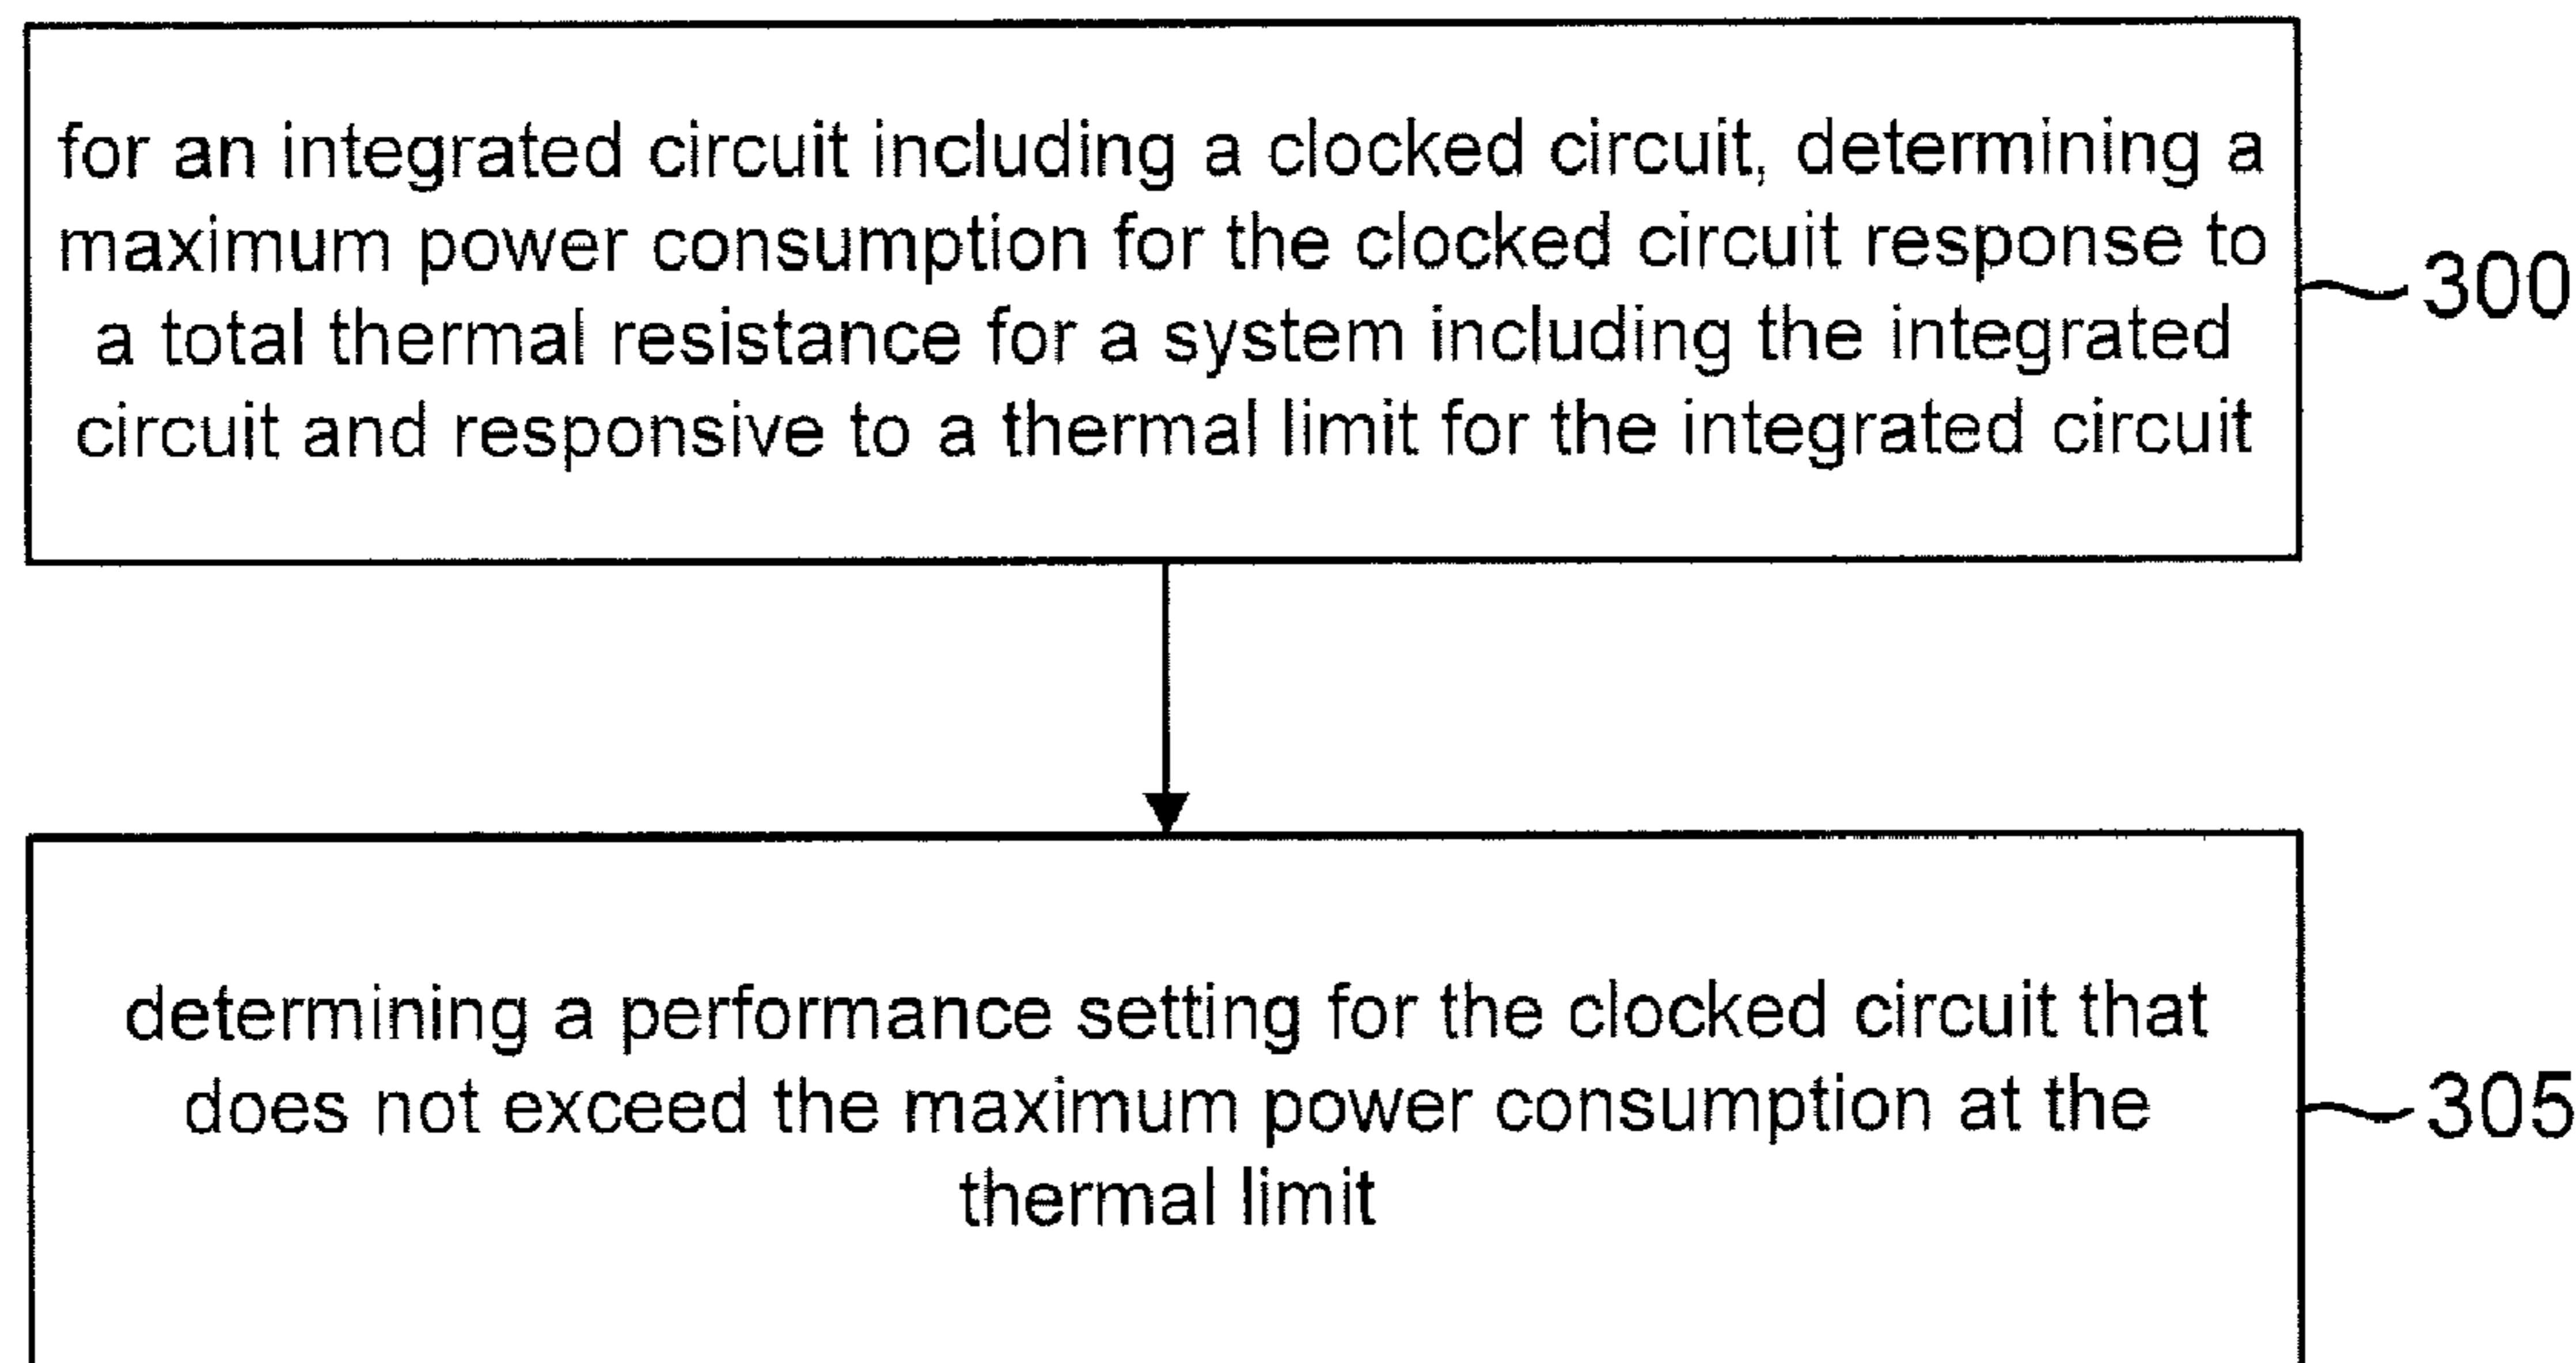 for an integrated circuit including a clocked circuit, determining a
maximum power consumption for the clocked circuit response to
a total thermal resistance for a system including the integrated
circuit and responsive to a thermal limit for the integrated circuit
300
determining a performance setting for the clocked circuit that
does not exceed the maximum power consumption at the
thermal limit
305